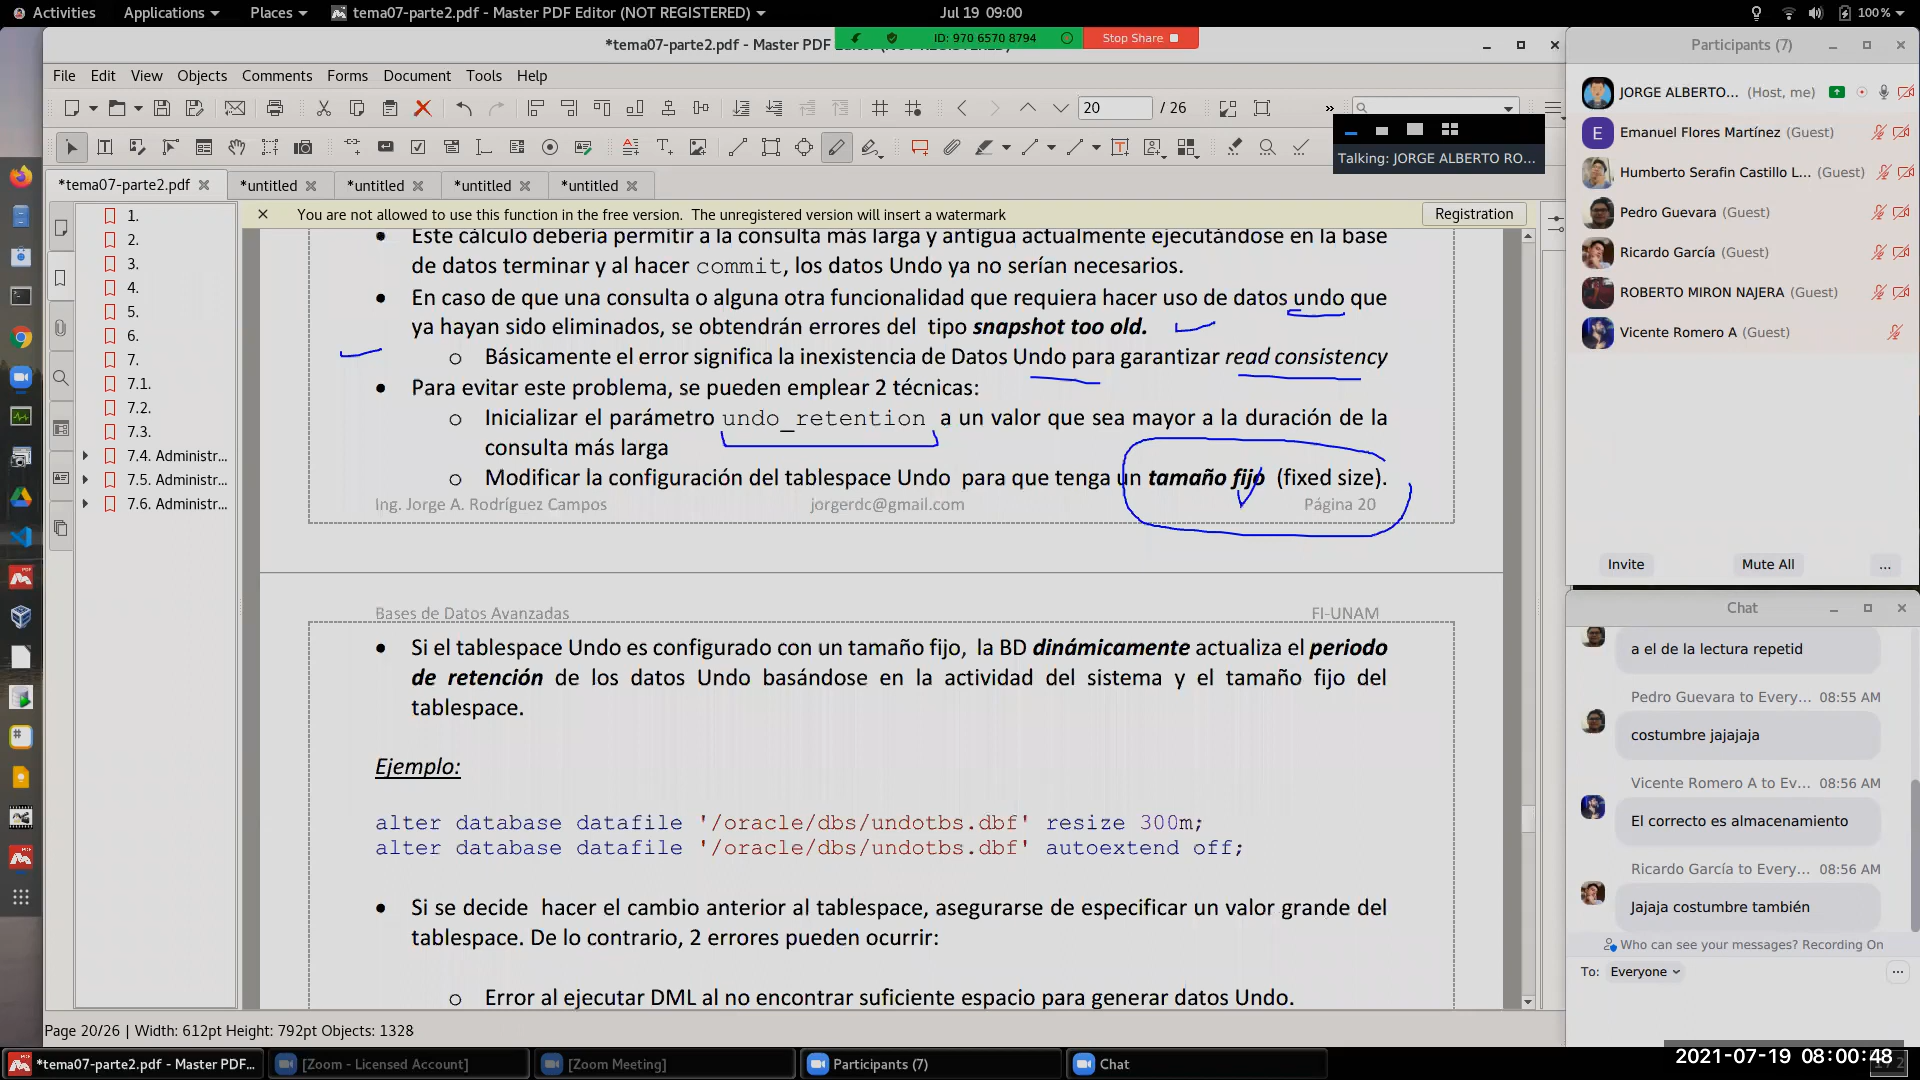 Activities Applications Places tema07-parte2.pdf - Master PDF Editor (NOT REGISTERED) Jul 19 09:00 100%
*tema07-parte2.pdf - Master PDF
ID: 970 6570 8794 Stop Share
File Edit View Objects Comments Forms Document Tools Help
20 / 26
Talking: JORGE ALBERTO RO...
*tema07-parte2.pdf *untitled *untitled *untitled *untitled
You are not allowed to use this function in the free version. The unregistered version will insert a watermark Registration
1.
2.
3.
4.
5.
6.
7.
7.1.
7.2.
7.3.
7.4. Administr...
7.5. Administr...
7.6. Administr...
• Este cálculo debería permitir a la consulta más larga y antigua actualmente ejecutándose en la base
de datos terminar y al hacer commit, los datos Undo ya no serían necesarios.
• En caso de que una consulta o alguna otra funcionalidad que requiera hacer uso de datos undo que
ya hayan sido eliminados, se obtendrán errores del tipo snapshot too old.
o Básicamente el error significa la inexistencia de Datos Undo para garantizar read consistency
• Para evitar este problema, se pueden emplear 2 técnicas:
o Inicializar el parámetro undo_retention a un valor que sea mayor a la duración de la
consulta más larga
o Modificar la configuración del tablespace Undo para que tenga un tamaño fijo (fixed size).
Ing. Jorge A. Rodríguez Campos jorgerdc@gmail.com Página 20
Bases de Datos Avanzadas FI-UNAM
• Si el tablespace Undo es configurado con un tamaño fijo, la BD dinámicamente actualiza el periodo
de retención de los datos Undo basándose en la actividad del sistema y el tamaño fijo del
tablespace.
Ejemplo:
alter database datafile '/oracle/dbs/undotbs.dbf' resize 300m;
alter database datafile '/oracle/dbs/undotbs.dbf' autoextend off;
• Si se decide hacer el cambio anterior al tablespace, asegurarse de especificar un valor grande del
tablespace. De lo contrario, 2 errores pueden ocurrir:
o Error al ejecutar DML al no encontrar suficiente espacio para generar datos Undo.
Page 20/26 | Width: 612pt Height: 792pt Objects: 1328
Participants (7)
JORGE ALBERTO... (Host, me)
E Emanuel Flores Martínez (Guest)
Humberto Serafin Castillo L... (Guest)
Pedro Guevara (Guest)
Ricardo García (Guest)
ROBERTO MIRON NAJERA (Guest)
Vicente Romero A (Guest)
Invite Mute All ...
Chat
a el de la lectura repetid
Pedro Guevara to Every... 08:55 AM
costumbre jajajaja
Vicente Romero A to Ev... 08:56 AM
El correcto es almacenamiento
Ricardo García to Every... 08:56 AM
Jajaja costumbre también
Who can see your messages? Recording On
To: Everyone
*tema07-parte2.pdf - Master PDF... [Zoom - Licensed Account] [Zoom Meeting] Participants (7) Chat
2021-07-19 08:00:48